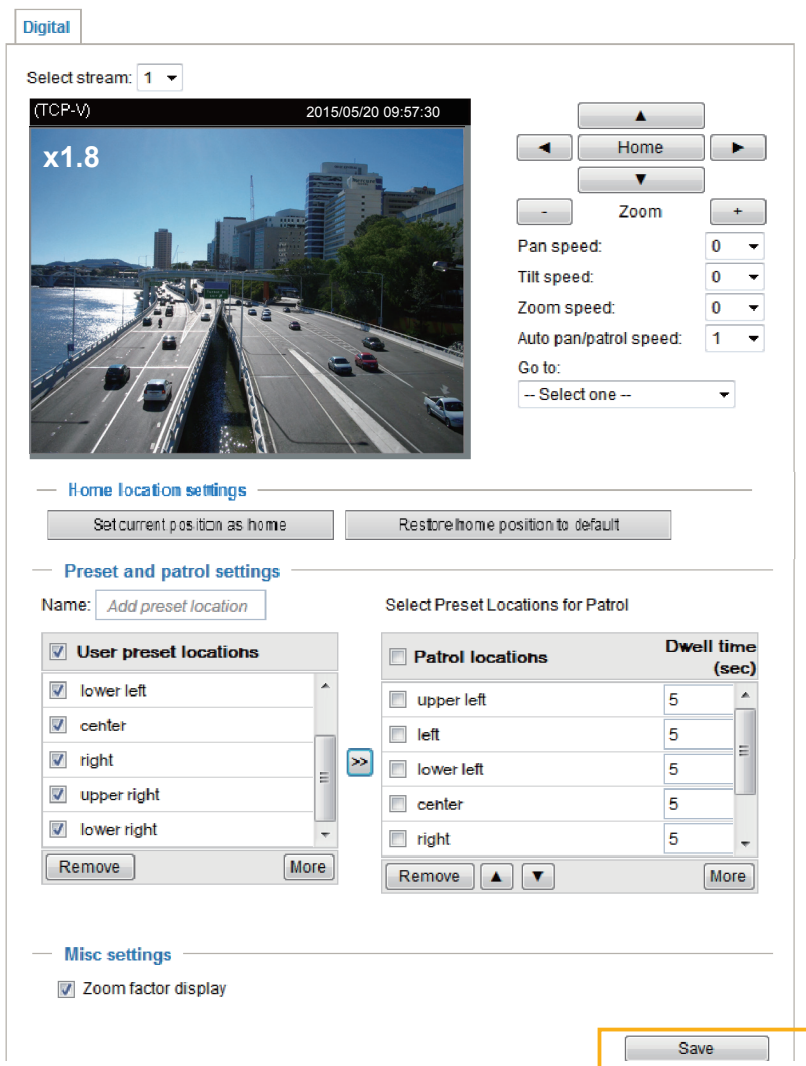 Digital
Select stream: 1
(TCP-V) 2015/05/20 09:57:30
x1.8
Home
- Zoom +
Pan speed: 0
Tilt speed: 0
Zoom speed: 0
Auto pan/patrol speed: 1
Go to:
-- Select one --
Home location settings
Set current position as home
Restore home position to default
Preset and patrol settings
Name: Add preset location
Select Preset Locations for Patrol
User preset locations
lower left
center
right
upper right
lower right
Remove More
>>
Patrol locations Dwell time (sec)
upper left 5
left 5
lower left 5
center 5
right 5
Remove More
Misc settings
Zoom factor display
Save